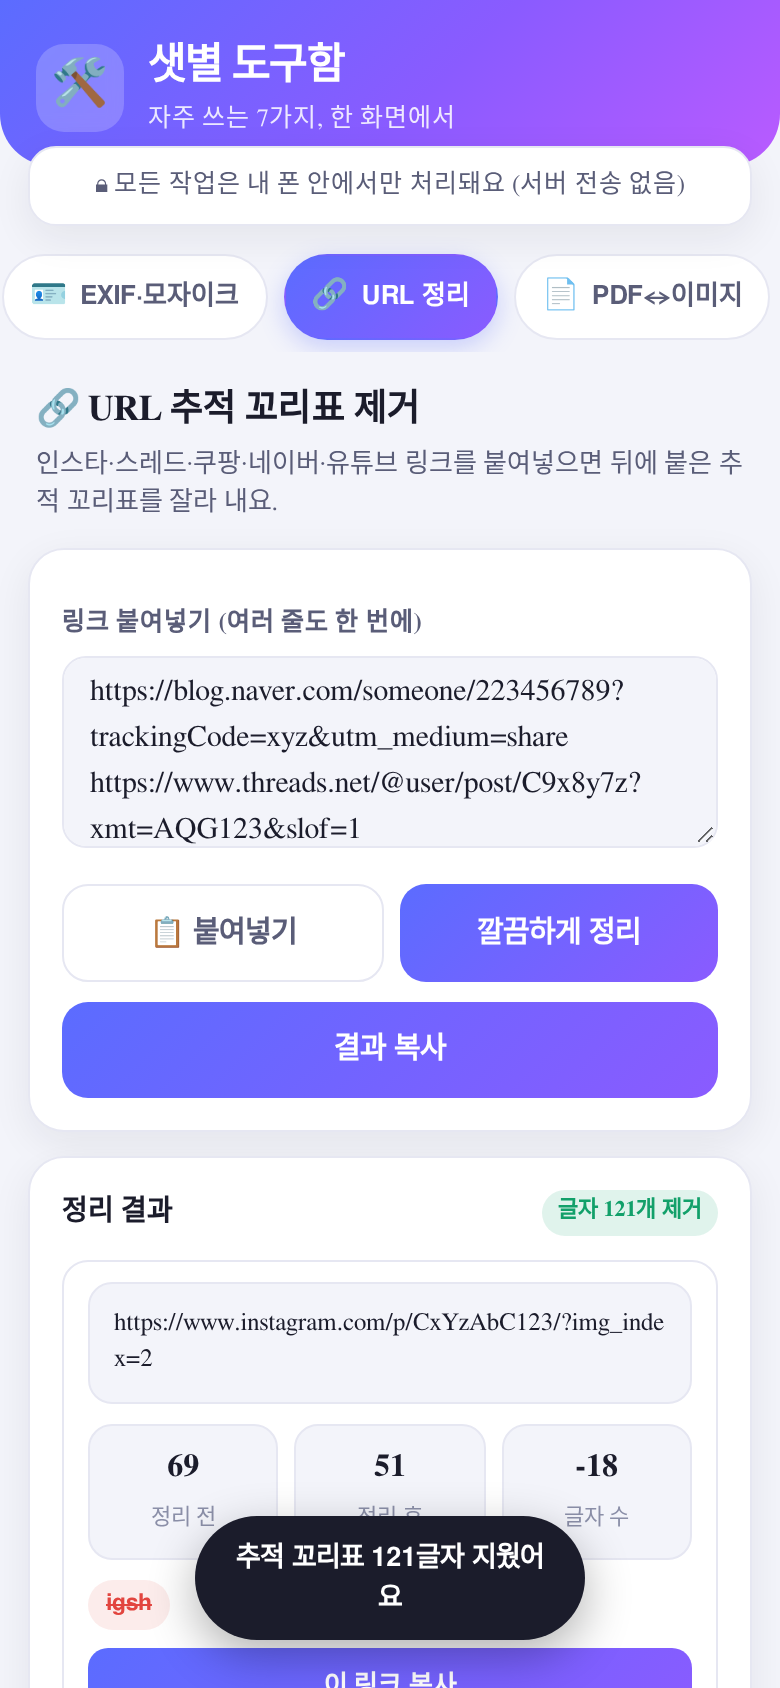 샛별 도구함
자주 쓰는 7가지, 한 화면에서
모든 작업은 내 폰 안에서만 처리돼요 (서버 전송 없음)
EXIF·모자이크
URL 정리
PDF↔이미지
URL 추적 꼬리표 제거
인스타·스레드·쿠팡·네이버·유튜브 링크를 붙여넣으면 뒤에 붙은 추
적 꼬리표를 잘라 내요.
링크 붙여넣기 (여러 줄도 한 번에)
https://blog.naver.com/someone/223456789?
trackingCode=xyz&utm_medium=share
https://www.threads.net/@user/post/C9x8y7z?
xmt=AQG123&slof=1
붙여넣기
깔끔하게 정리
결과 복사
정리 결과
글자 121개 제거
https://www.instagram.com/p/CxYzAbC123/?img_inde
x=2
69
51
-18
정리 전
정리 후
글자 수
추적 꼬리표 121글자 지웠어
요
igsh
이 링크 복사